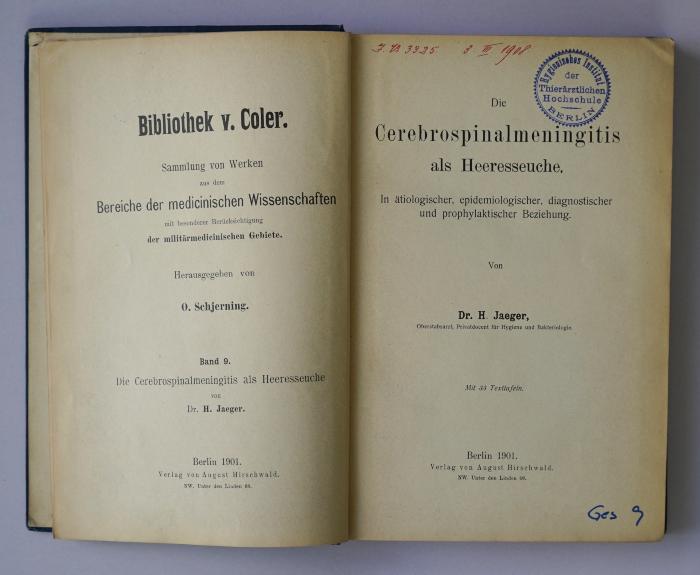 Bibliothek v. Coler.
Sammlung von Werken
aus dem
Bereiche der medicinischen Wissenschaften
mit besonderer Berücksichtigung
der militärmedicinischen Gebiete.
Herausgegeben von
O. Schjerning.
Band 9.
Die Cerebrospinalmeningitis als Heeresseuche
von
Dr. H. Jaeger.
Berlin 1901.
Verlag von August Hirschwald.
NW. Unter den Linden 68.
3. III 1908
Hygienisches Institut
der
Thierärztlichen
Hochschule
BERLIN
Die
Cerebrospinalmeningitis
als Heeresseuche.
In ätiologischer, epidemiologischer, diagnostischer
und prophylaktischer Beziehung.
Von
Dr. H. Jaeger,
Oberstabsarzt, Privatdocent für Hygiene und Bakteriologie.
Mit 33 Texttafeln.
Berlin 1901.
Verlag von August Hirschwald.
NW. Unter den Linden 68.
Ges 9